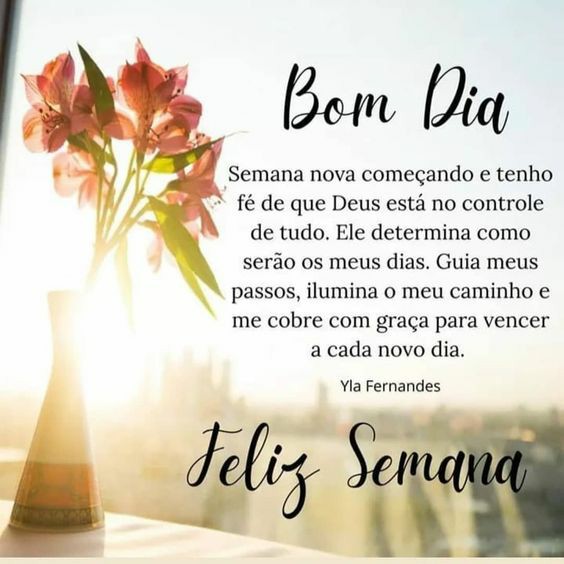 Bom Dia
Semana nova começando e tenho
fé de que Deus está no controle
de tudo. Ele determina como
serão os meus dias. Guia meus
passos, ilumina o meu caminho e
me cobre com graça para vencer
a cada novo dia.
Yla Fernandes
Feliz Semana